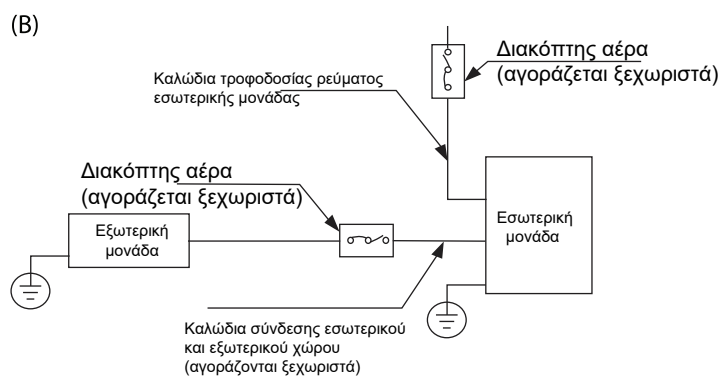 (B)
Διακόπτης αέρα
(αγοράζεται ξεχωριστά)
Καλώδια τροφοδοσίας ρεύματος
εσωτερικής μονάδας
Διακόπτης αέρα
(αγοράζεται ξεχωριστά)
Εξωτερική
μονάδα
Εσωτερική
μονάδα
Καλώδια σύνδεσης εσωτερικού
και εξωτερικού χώρου
(αγοράζονται ξεχωριστά)